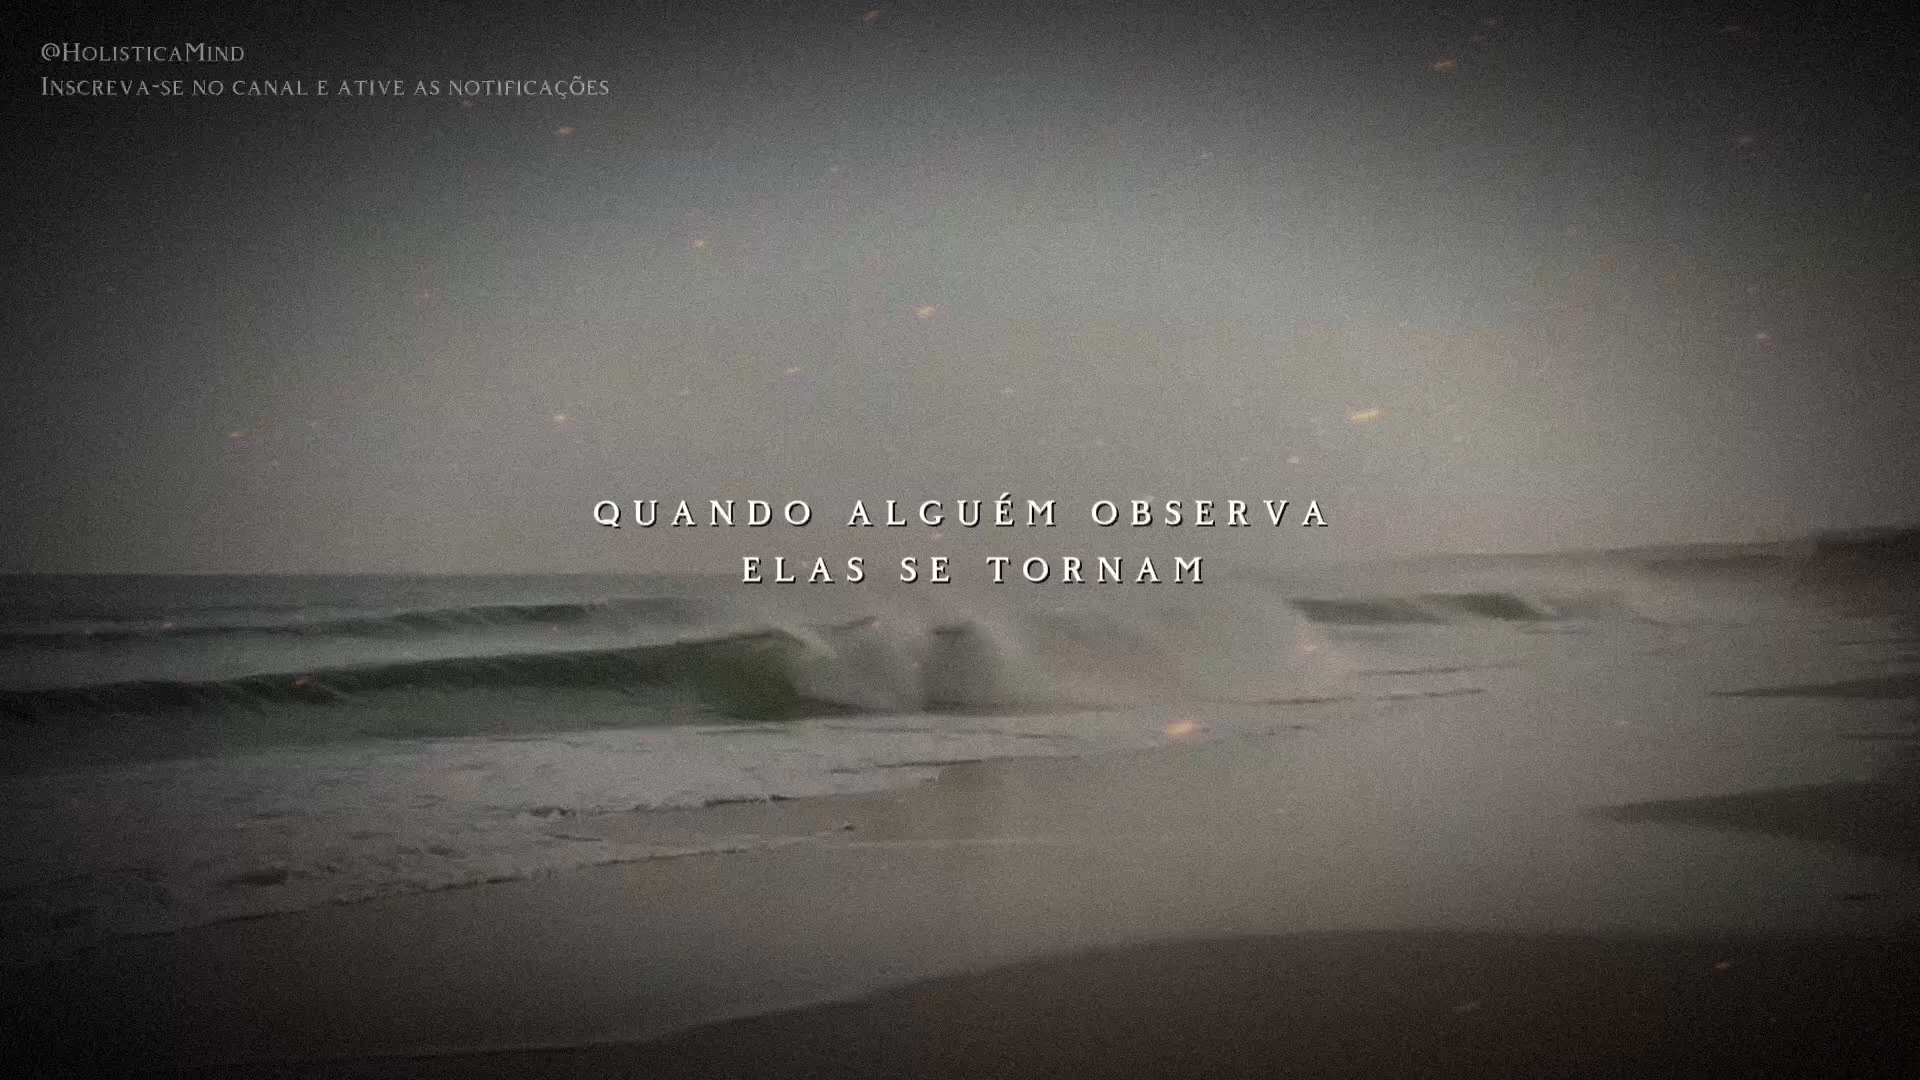 @HolisticaMind
Inscreva-se no canal e ative as notificações
QUANDO ALGUÉM OBSERVA
ELAS SE TORNAM